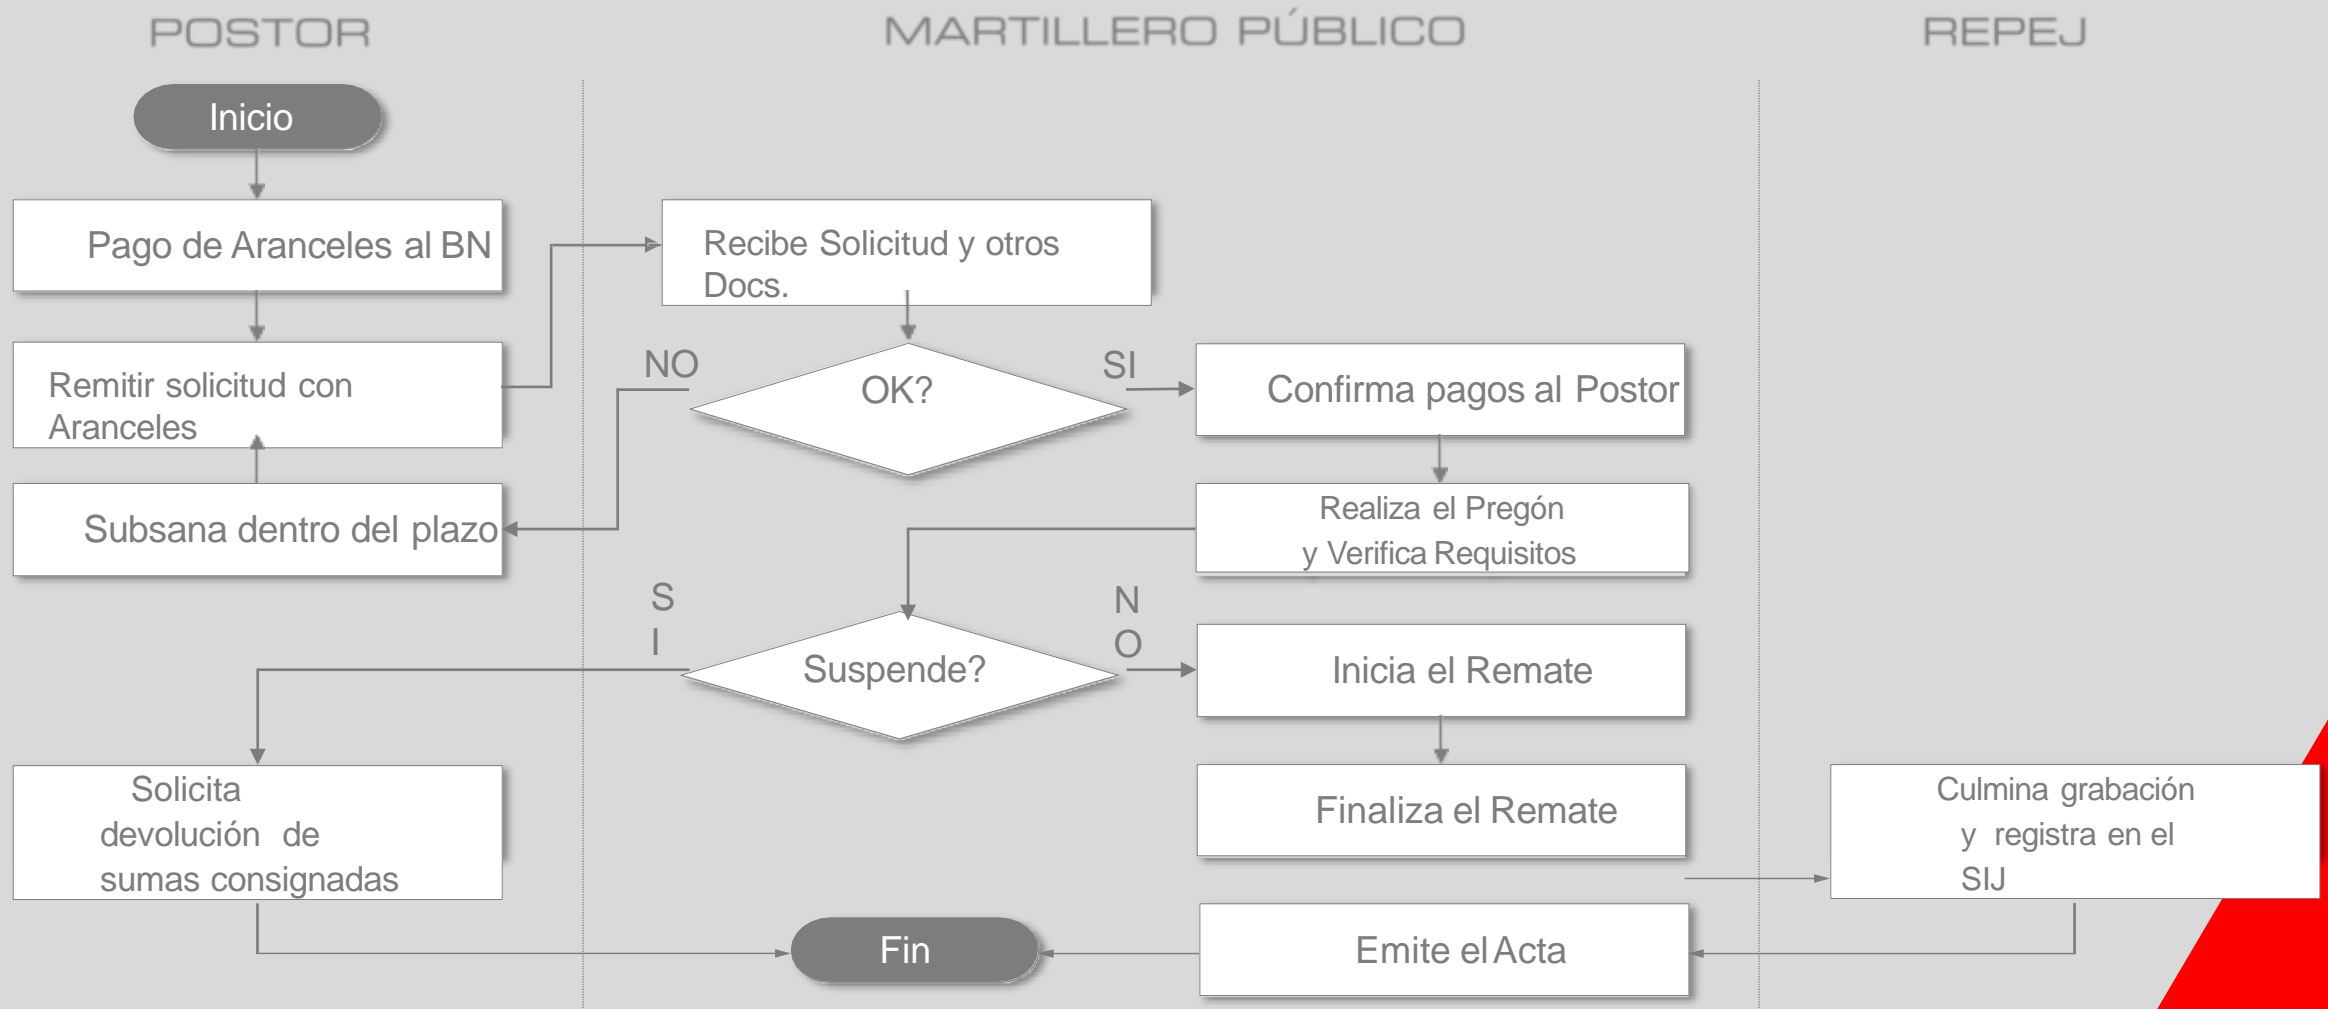 POSTOR
MARTILLERO PÚBLICO
REPEJ
Inicio
Pago de Aranceles al BN
Recibe Solicitud y otros
Docs.
Remitir solicitud con
Aranceles
NO
OK?
SI
Confirma pagos al Postor
Subsana dentro del plazo
Realiza el Pregón
y Verifica Requisitos
S
I
Suspende?
N
O
Inicia el Remate
Solicita
devolución de
sumas consignadas
Finaliza el Remate
Culmina grabación
y registra en el
SIJ
Fin
Emite el Acta